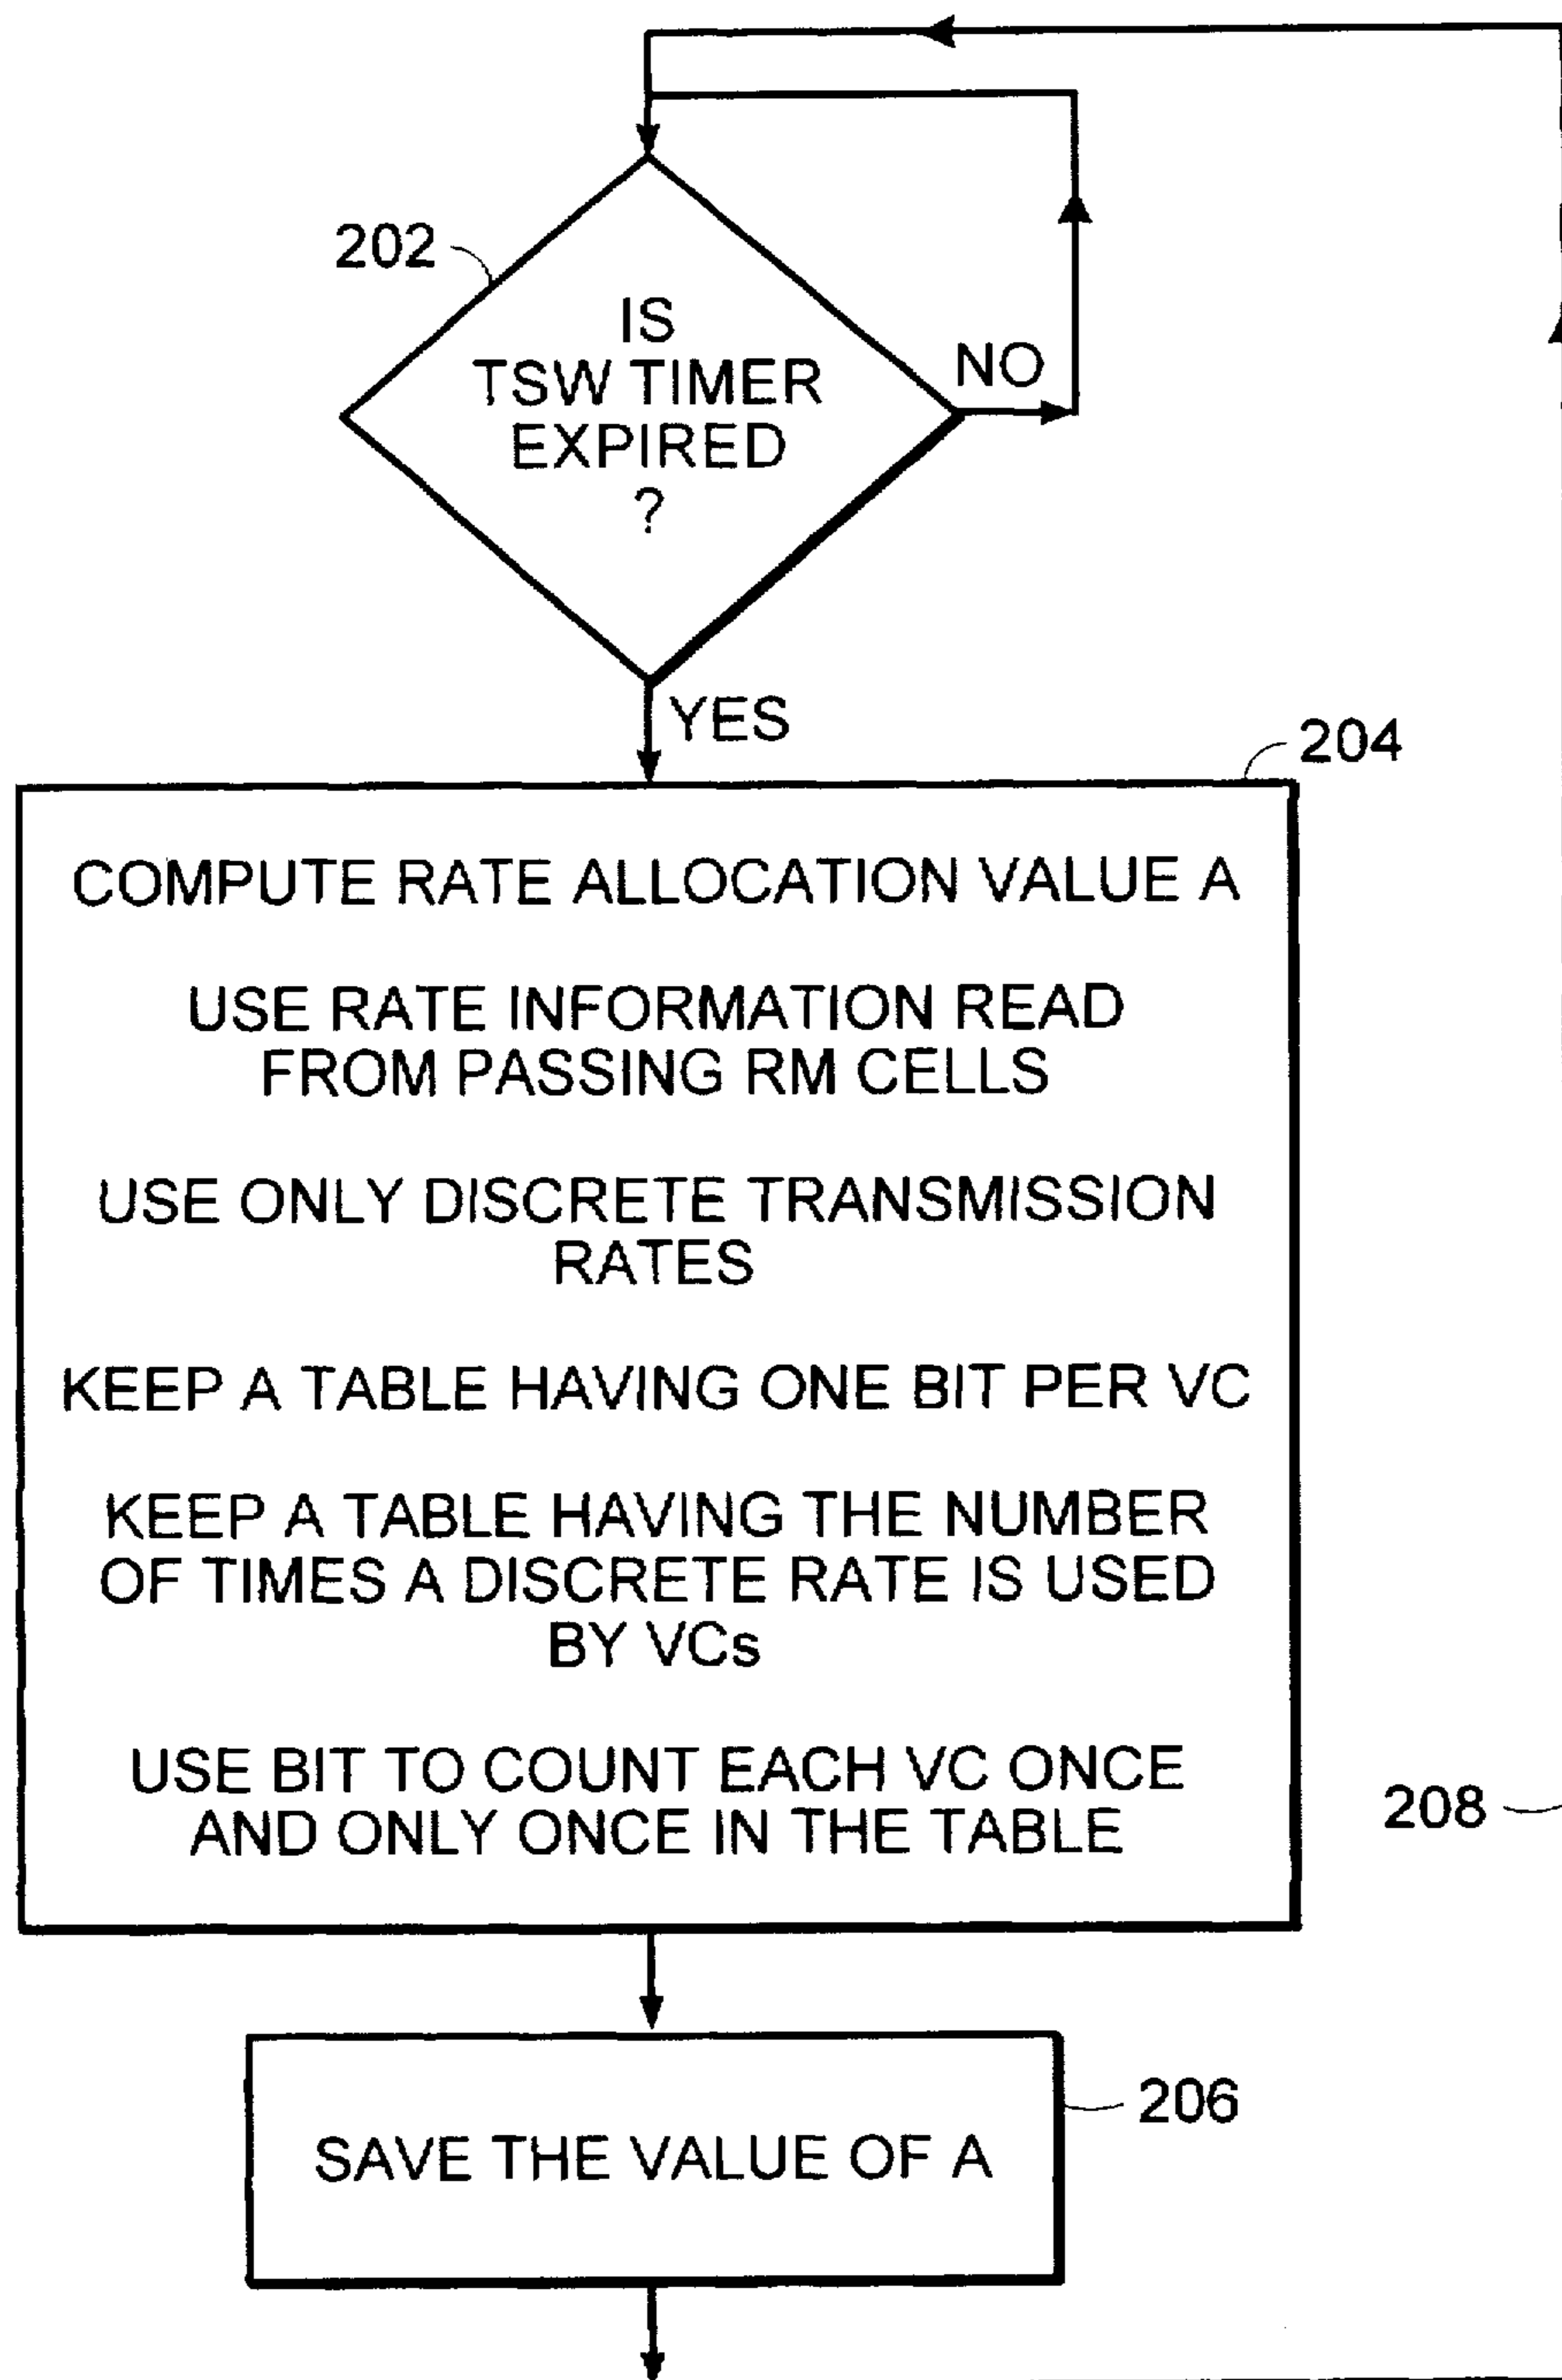 202
IS
TSW TIMER
EXPIRED
?
NO
YES
204
COMPUTE RATE ALLOCATION VALUE A
USE RATE INFORMATION READ
FROM PASSING RM CELLS
USE ONLY DISCRETE TRANSMISSION
RATES
KEEP A TABLE HAVING ONE BIT PER VC
KEEP A TABLE HAVING THE NUMBER
OF TIMES A DISCRETE RATE IS USED
BY VCs
USE BIT TO COUNT EACH VC ONCE
AND ONLY ONCE IN THE TABLE
208
206
SAVE THE VALUE OF A